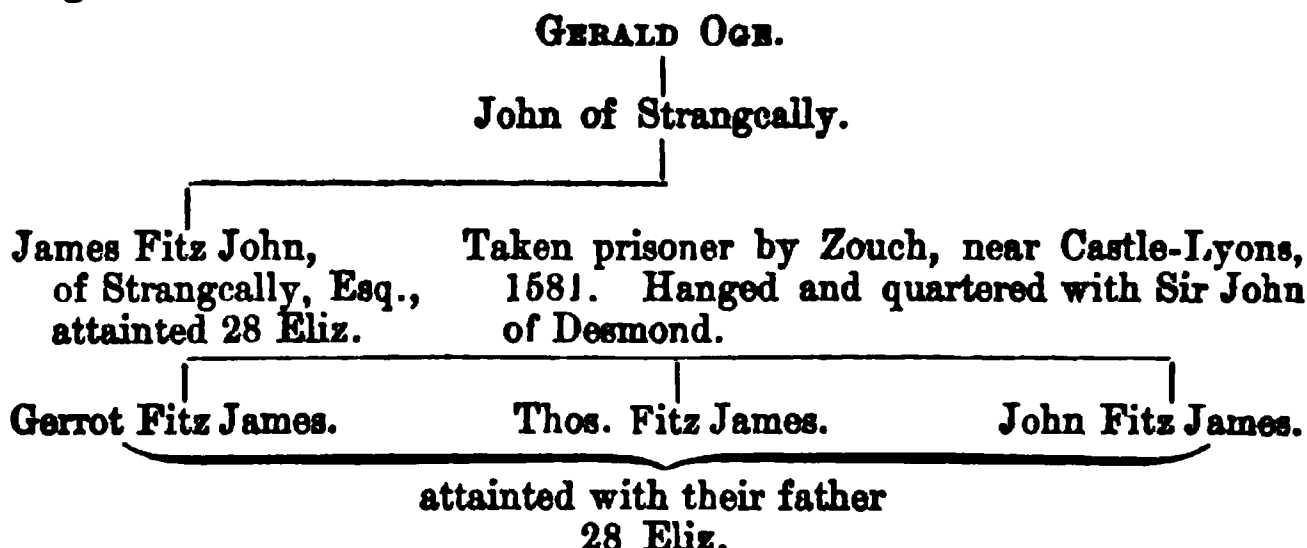 GERALD OGE.
John of Strangcally.
James Fitz John,
of Strangcally, Esq.,
attainted 28 Eliz.
Taken prisoner by Zouch, near Castle-Lyons,
1581. Hanged and quartered with Sir John
of Desmond.
Gerrot Fitz James. Thos. Fitz James. John Fitz James.
attainted with their father
28 Eliz.